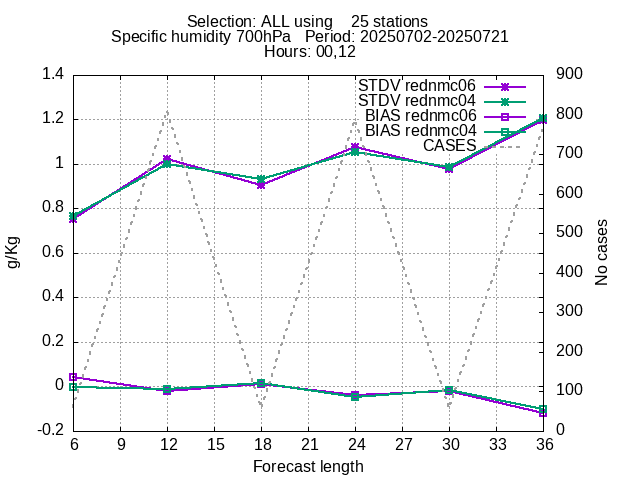 Selection: ALL using    25 stations
Specific humidity 700hPa   Period: 20250702-20250721
Hours: 00,12
STDV rednmc06
STDV rednmc04
BIAS rednmc06
BIAS rednmc04
CASES
1.4
1.2
1
0.8
0.6
0.4
0.2
0
-0.2
g/Kg
900
800
700
600
500
400
300
200
100
0
No cases
6 9 12 15 18 21 24 27 30 33 36
Forecast length